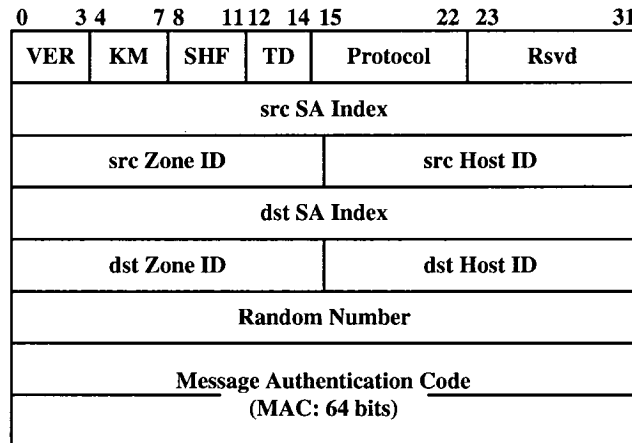 0 3 4 7 8 11 12 14 15 22 23 31
VER KM SHF TD Protocol Rsvd
src SA Index
src Zone ID src Host ID
dst SA Index
dst Zone ID dst Host ID
Random Number
Message Authentication Code
(MAC: 64 bits)